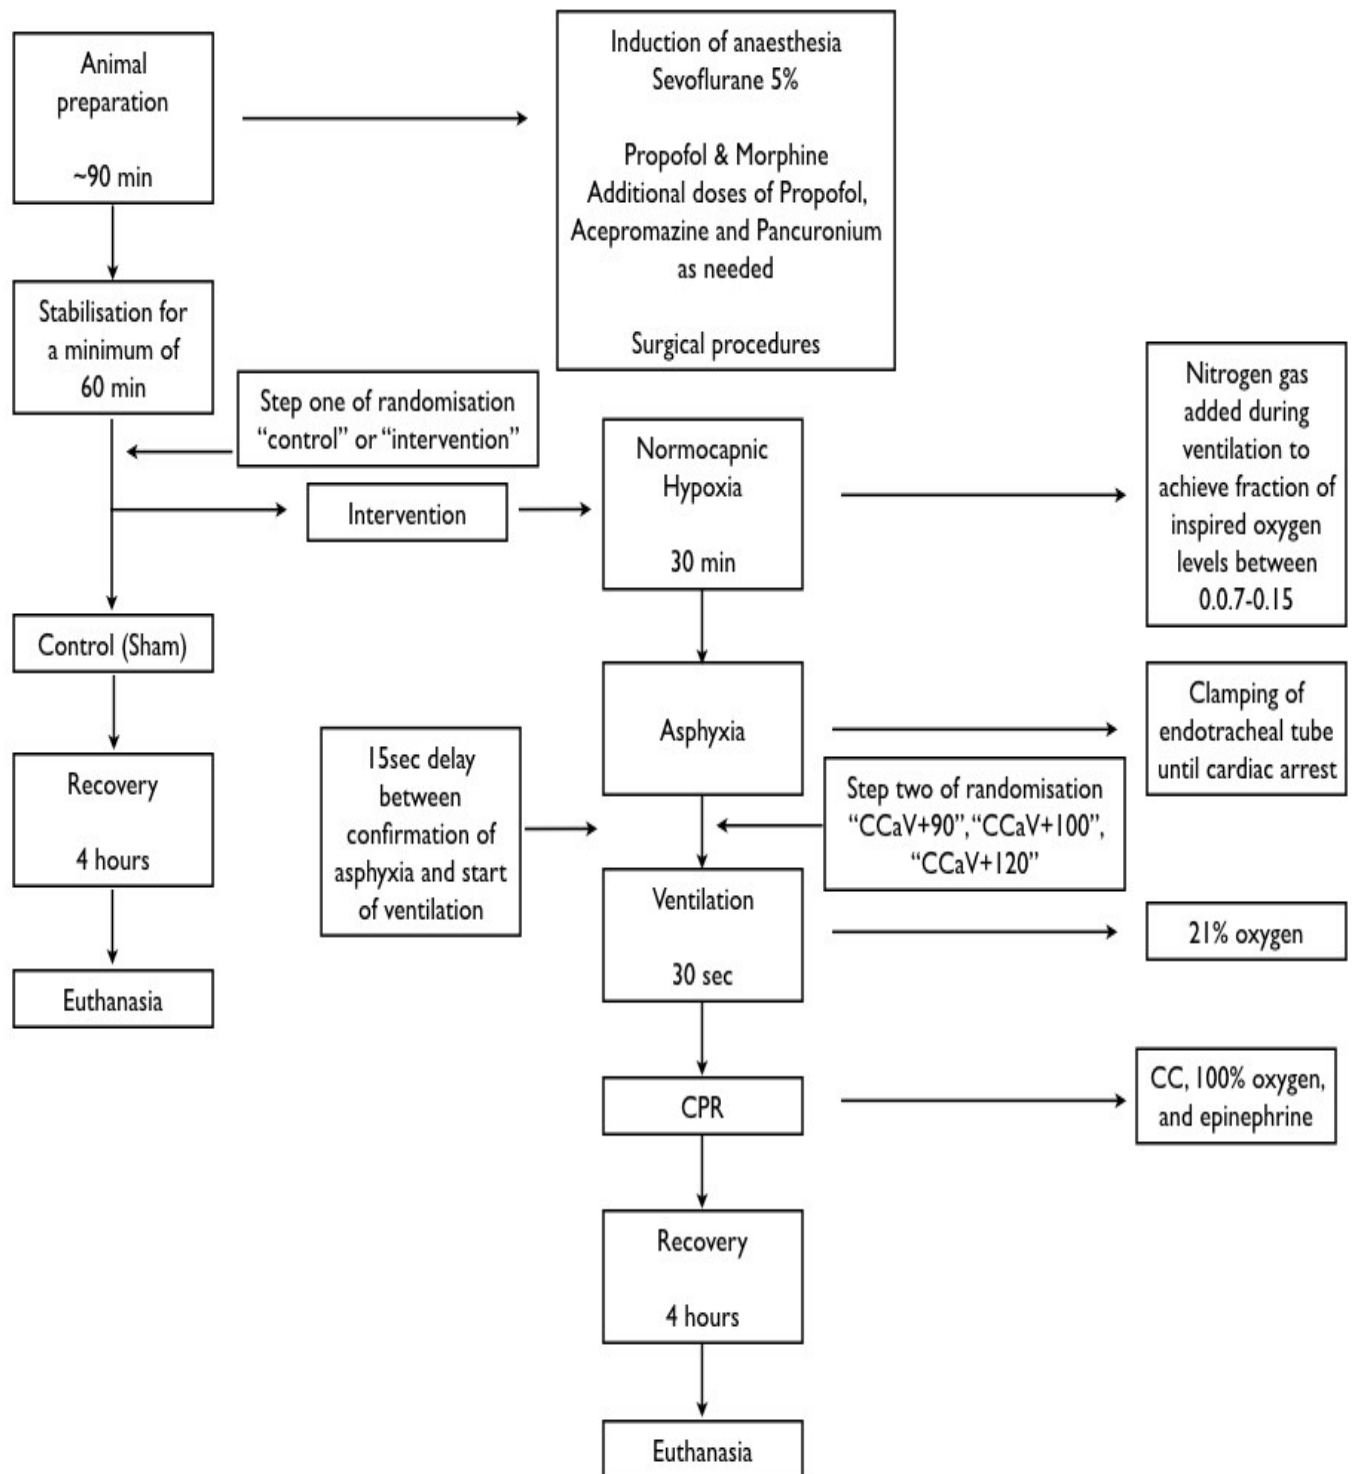 Animal
preparation
~90 min
Induction of anaesthesia
Sevoflurane 5%
Propofol & Morphine
Additional doses of Propofol,
Acepromazine and Pancuronium
as needed
Surgical procedures
Stabilisation for
a minimum of
60 min
Step one of randomisation
“control” or “intervention”
Intervention
Normocapnic
Hypoxia
30 min
Nitrogen gas
added during
ventilation to
achieve fraction of
inspired oxygen
levels between
0.0.7-0.15
Control (Sham)
Recovery
4 hours
Euthanasia
Asphyxia
Clamping of
endotracheal tube
until cardiac arrest
15sec delay
between
confirmation of
asphyxia and start
of ventilation
Step two of randomisation
“CCaV+90”, “CCaV+100”,
“CCaV+120”
Ventilation
30 sec
21% oxygen
CPR
CC, 100% oxygen,
and epinephrine
Recovery
4 hours
Euthanasia